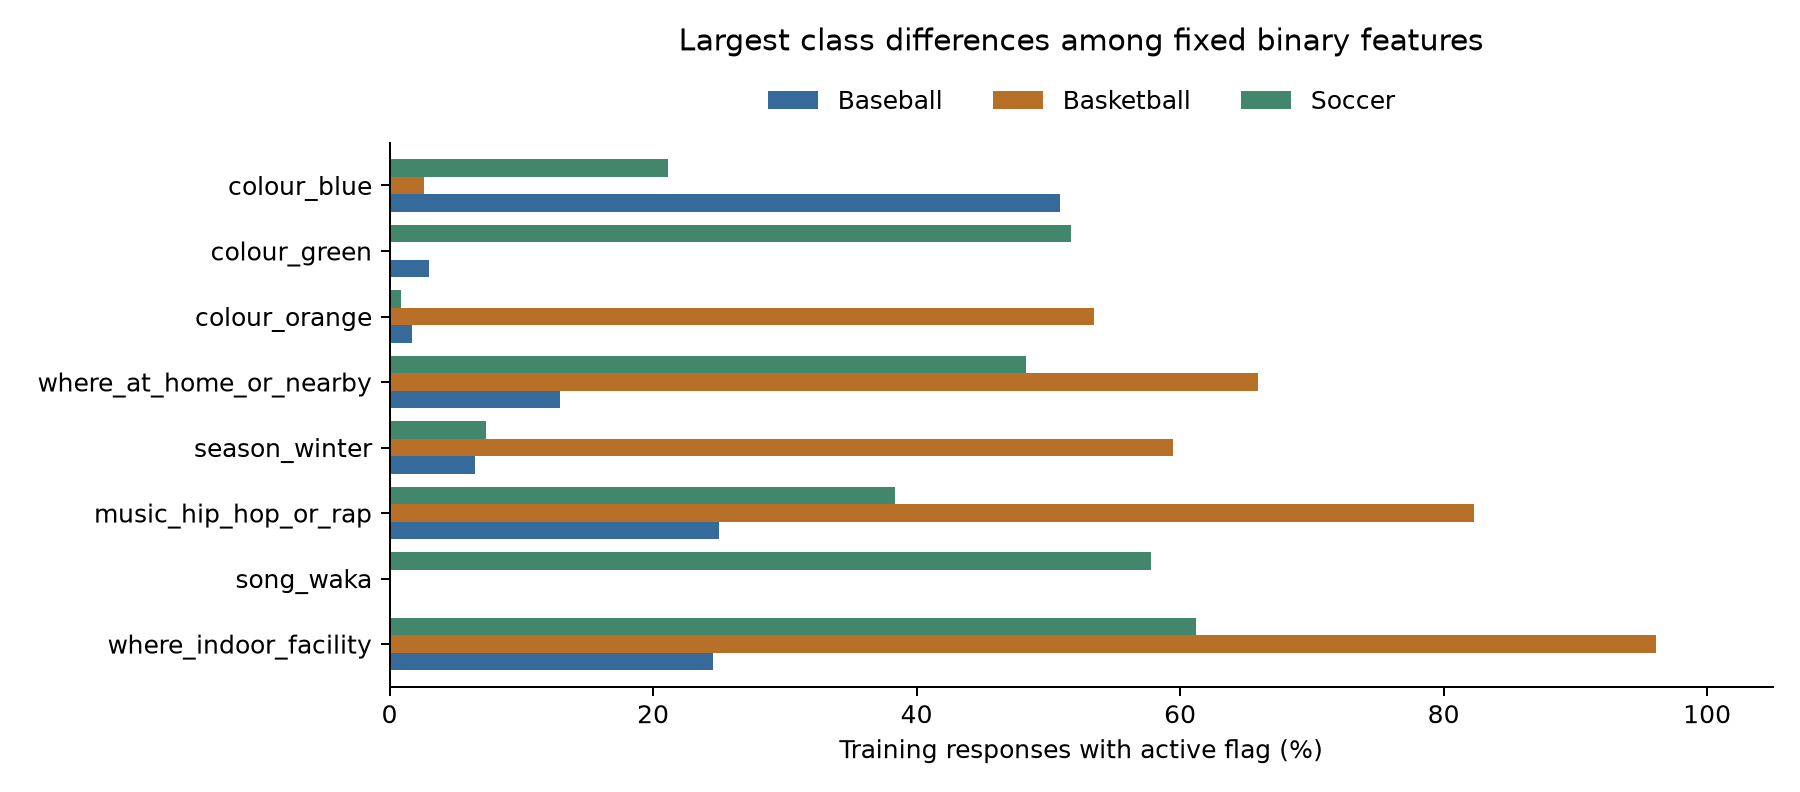 Largest class differences among fixed binary features
Baseball Basketball Soccer
colour_blue
colour_green
colour_orange
where_at_home_or_nearby
season_winter
music_hip_hop_or_rap
song_waka
where_indoor_facility
0 20 40 60 80 100
Training responses with active flag (%)